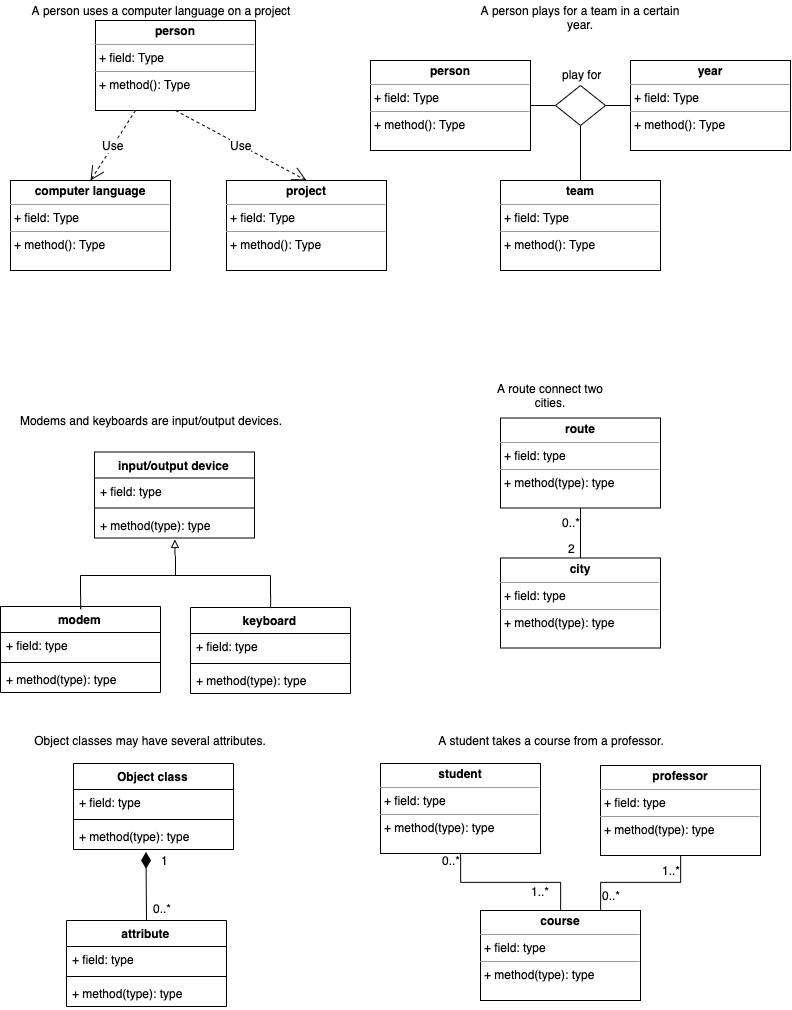 A person uses a computer language on a project
person
+ field: Type
+ method(): Type
Use
Use
computer language
+ field: Type
+ method(): Type
project
+ field: Type
+ method(): Type
A person plays for a team in a certain
year.
person
+ field: Type
+ method(): Type
play for
year
+ field: Type
+ method(): Type
team
+ field: Type
+ method(): Type
Modems and keyboards are input/output devices.
input/output device
+ field: type
+ method(type): type
modem
+ field: type
+ method(type): type
keyboard
+ field: type
+ method(type): type
A route connect two
cities.
route
+ field: type
+ method(type): type
0..*
2
city
+ field: type
+ method(type): type
Object classes may have several attributes.
Object class
+ field: type
+ method(type): type
1
0..*
attribute
+ field: type
+ method(type): type
A student takes a course from a professor.
student
+ field: type
+ method(type): type
professor
+ field: type
+ method(type): type
0..*
1..*
1..*
0..*
course
+ field: type
+ method(type): type